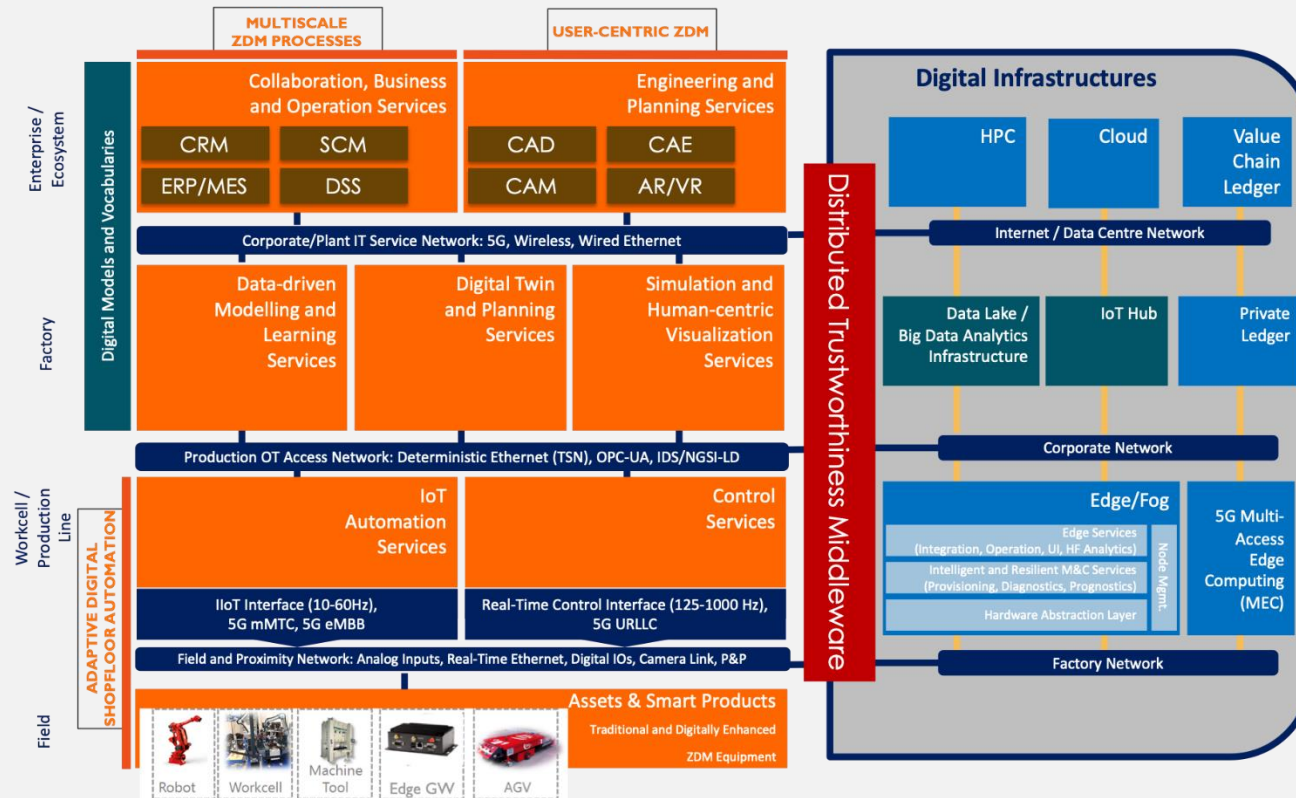 MULTISCALE
ZDM PROCESSES
USER-CENTRIC ZDM
Enterprise /
Ecosystem
Factory
Workcell /
Production
Line
Field
Digital Models and Vocabularies
ADAPTIVE DIGITAL
SHOPFLOOR AUTOMATION
Collaboration, Business
and Operation Services
CRM
SCM
ERP/MES
DSS
Engineering and
Planning Services
CAD
CAE
CAM
AR/VR
Corporate/Plant IT Service Network: 5G, Wireless, Wired Ethernet
Data-driven
Modelling and
Learning
Services
Digital Twin
and Planning
Services
Simulation and
Human-centric
Visualization
Services
Production OT Access Network: Deterministic Ethernet (TSN), OPC-UA, IDS/NGSI-LD
IoT
Automation
Services
Control
Services
IIoT Interface (10-60Hz),
5G mMTC, 5G eMBB
Real-Time Control Interface (125-1000 Hz),
5G URLLC
Field and Proximity Network: Analog Inputs, Real-Time Ethernet, Digital IOs, Camera Link, P&P
Assets & Smart Products
Traditional and Digitally Enhanced
ZDM Equipment
Robot
Workcell
Machine
Tool
Edge GW
AGV
Distributed Trustworthiness Middleware
Digital Infrastructures
HPC
Cloud
Value
Chain
Ledger
Internet / Data Centre Network
Data Lake /
Big Data Analytics
Infrastructure
IoT Hub
Private
Ledger
Corporate Network
Edge/Fog
Edge Services
(Integration, Operation, UI, HF Analytics)
Intelligent and Resilient M&C Services
(Provisioning, Diagnostics, Prognostics)
Hardware Abstraction Layer
Node Mgmt.
5G Multi-
Access
Edge
Computing
(MEC)
Factory Network